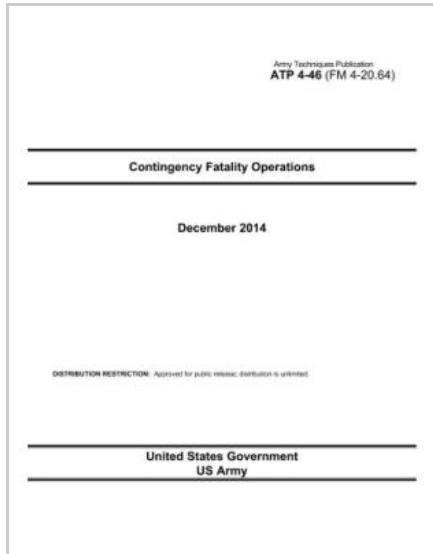 Army Techniques Publication
ATP 4-46 (FM 4-20.64)
Contingency Fatality Operations
December 2014
DISTRIBUTION RESTRICTION: Approved for public release; distribution is unlimited.
United States Government
US Army